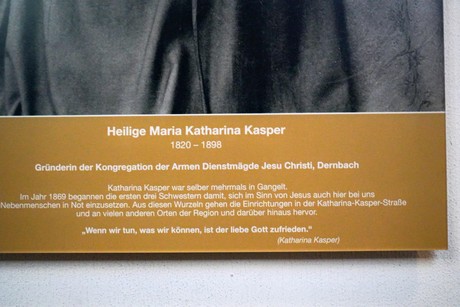 Heilige Maria Katharina Kasper
1820 – 1898
Gründerin der Kongregation der Armen Dienstmägde Jesu Christi, Dernbach
Katharina Kasper war selber mehrmals in Gangelt.
Im Jahr 1869 begannen die ersten drei Schwestern damit, sich im Sinn von Jesus auch hier bei uns
Nebenmenschen in Not einzusetzen. Aus diesen Wurzeln gehen die Einrichtungen in der Katharina-Kasper-Straße
und an vielen anderen Orten der Region und darüber hinaus hervor.
„Wenn wir tun, was wir können, ist der liebe Gott zufrieden."
(Katharina Kasper)